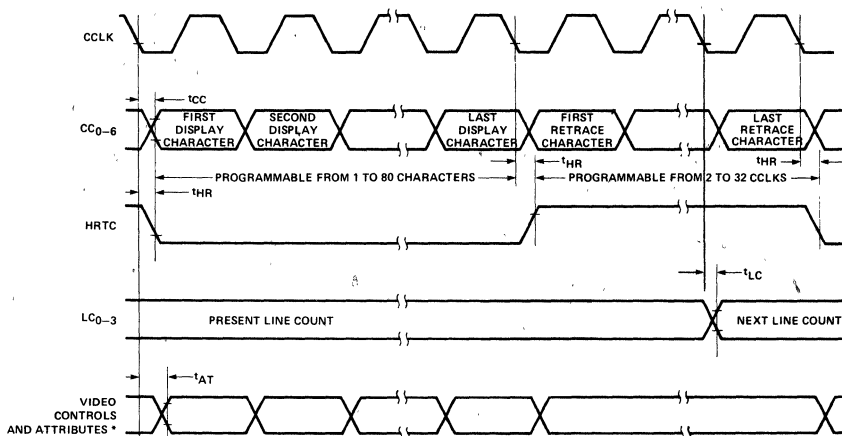 CCLK
tCC
CC0–6
FIRST DISPLAY CHARACTER
SECOND DISPLAY CHARACTER
LAST DISPLAY CHARACTER
FIRST RETRACE CHARACTER
LAST RETRACE CHARACTER
tHR
tHR
PROGRAMMABLE FROM 1 TO 80 CHARACTERS
PROGRAMMABLE FROM 2 TO 32 CCLKS
tHR
HRTC
tLC
LC0–3
PRESENT LINE COUNT
NEXT LINE COUNT
tAT
VIDEO
CONTROLS
AND ATTRIBUTES *